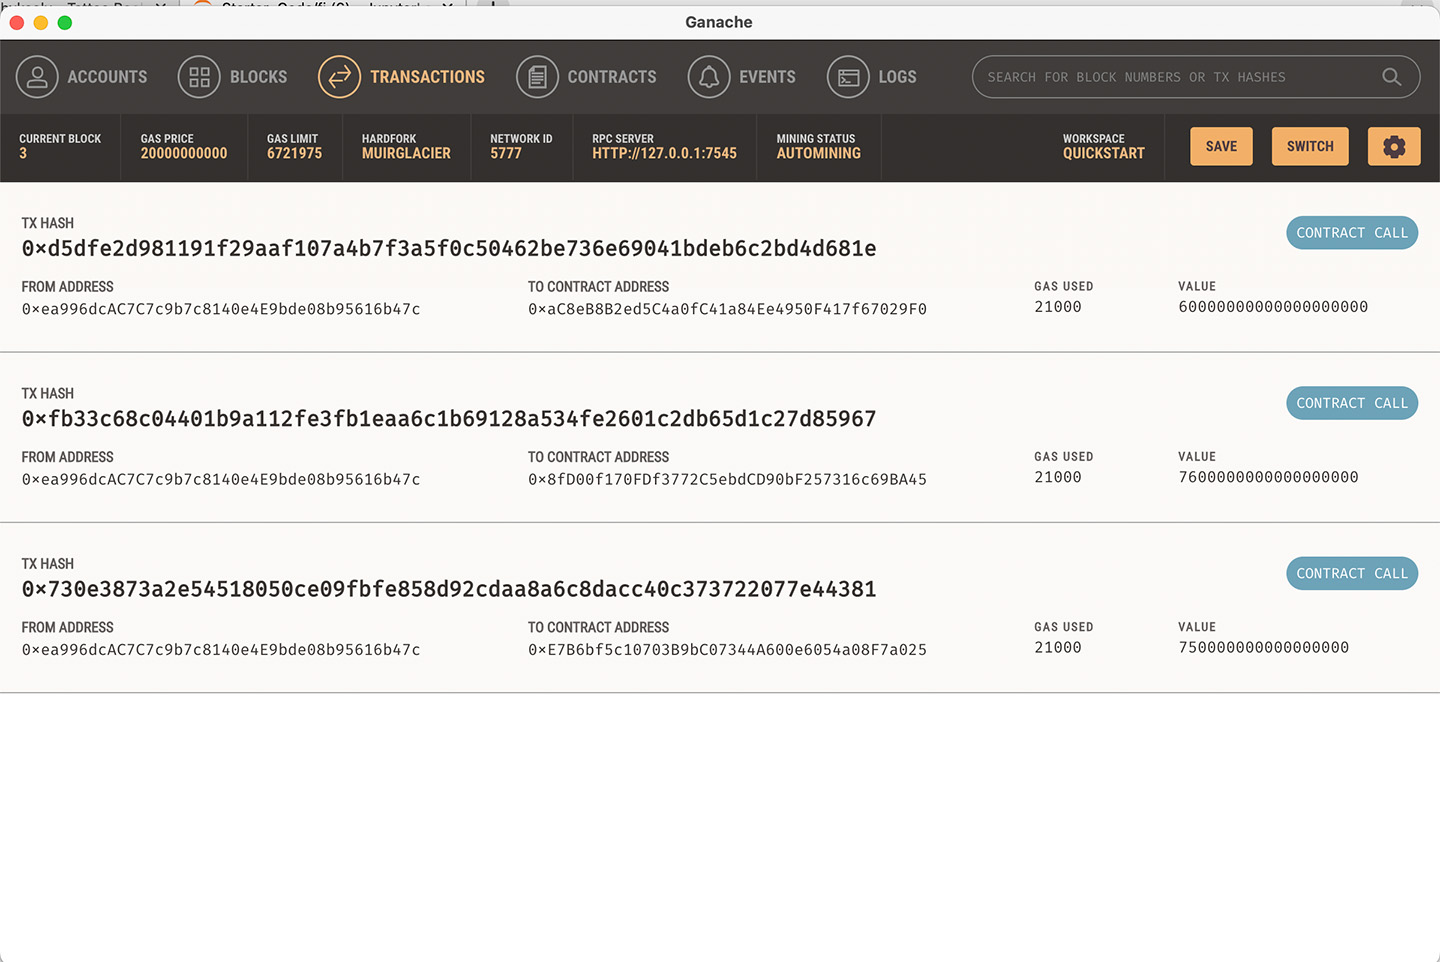 Ganache
ACCOUNTS BLOCKS TRANSACTIONS CONTRACTS EVENTS LOGS SEARCH FOR BLOCK NUMBERS OR TX HASHES
CURRENT BLOCK GAS PRICE GAS LIMIT HARDFORK NETWORK ID RPC SERVER MINING STATUS WORKSPACE
3 20000000000 6721975 MUIRGLACIER 5777 HTTP://127.0.0.1:7545 AUTOMINING QUICKSTART SAVE SWITCH
TX HASH
0×d5dfe2d981191f29aaf107a4b7f3a5f0c50462be736e69041bdeb6c2bd4d681e CONTRACT CALL
FROM ADDRESS TO CONTRACT ADDRESS GAS USED VALUE
0×ea996dcAC7C7c9b7c8140e4E9bde08b95616b47c 0×aC8eB8B2ed5C4a0fC41a84Ee4950F417f67029F0 21000 60000000000000000000
TX HASH
0×fb33c68c04401b9a112fe3fb1eaa6c1b69128a534fe2601c2db65d1c27d85967 CONTRACT CALL
FROM ADDRESS TO CONTRACT ADDRESS GAS USED VALUE
0×ea996dcAC7C7c9b7c8140e4E9bde08b95616b47c 0×8fD00f170FDf3772C5ebdCD90bF257316c69BA45 21000 7600000000000000000
TX HASH
0×730e3873a2e54518050ce09fbfe858d92cdaa8a6c8dacc40c373722077e44381 CONTRACT CALL
FROM ADDRESS TO CONTRACT ADDRESS GAS USED VALUE
0×ea996dcAC7C7c9b7c8140e4E9bde08b95616b47c 0×E7B6bf5c10703B9bC07344A600e6054a08F7a025 21000 750000000000000000